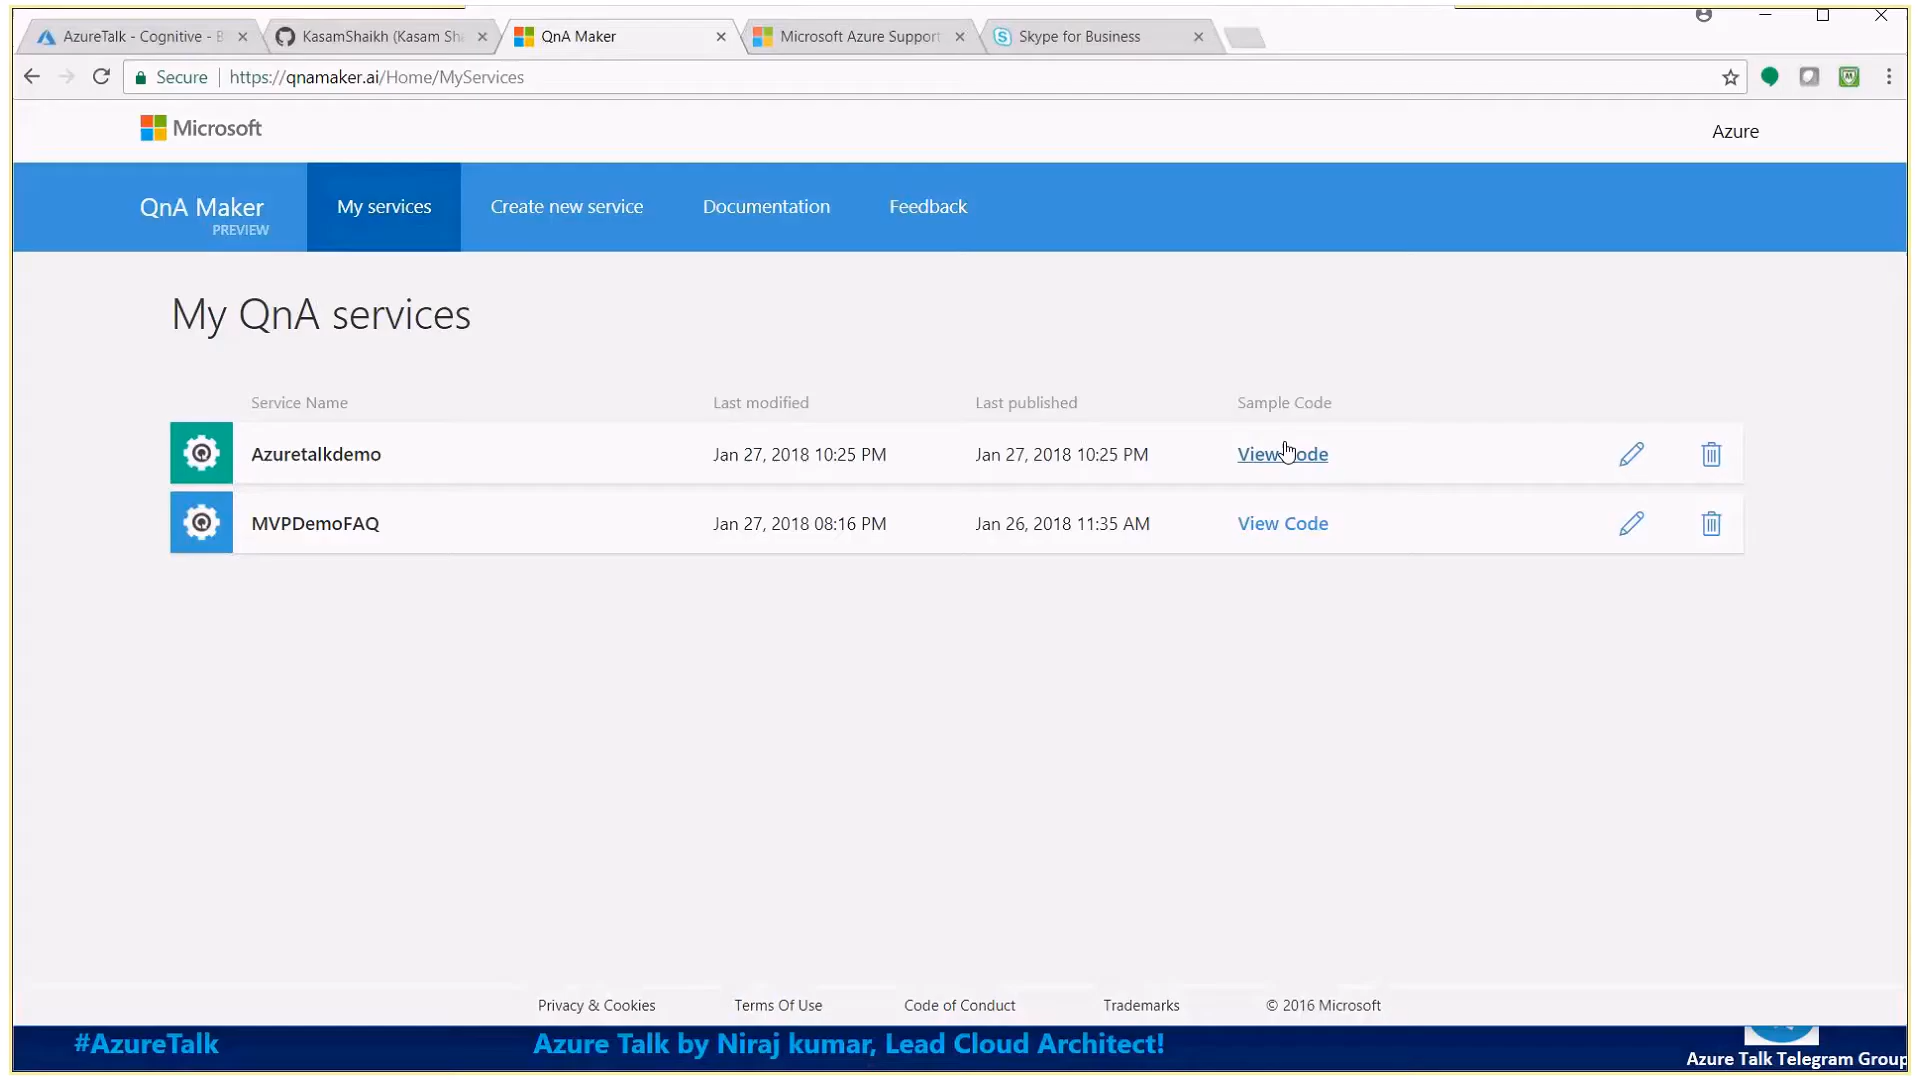 AzureTalk - Cognitive - B
KasamShaikh (Kasam Sha
QnA Maker
Microsoft Azure Support
Skype for Business
Secure
https://qnamaker.ai/Home/MyServices
Microsoft
Azure
QnA Maker
PREVIEW
My services
Create new service
Documentation
Feedback
My QnA services
Service Name
Last modified
Last published
Sample Code
Azuretalkdemo
Jan 27, 2018 10:25 PM
Jan 27, 2018 10:25 PM
View Code
MVPDemoFAQ
Jan 27, 2018 08:16 PM
Jan 26, 2018 11:35 AM
View Code
Privacy & Cookies
Terms Of Use
Code of Conduct
Trademarks
© 2016 Microsoft
#AzureTalk
Azure Talk by Niraj kumar, Lead Cloud Architect!
Azure Talk Telegram Group